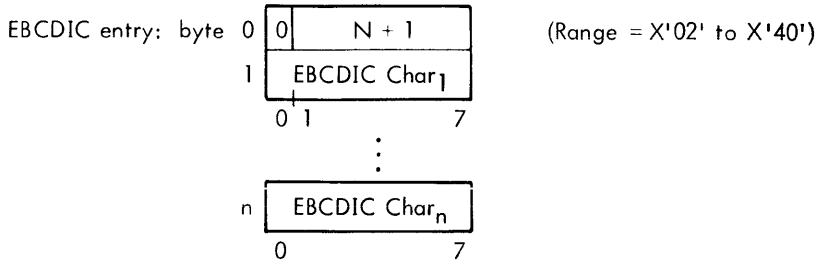 EBCDIC entry: byte 0 0 N + 1 (Range = X'02' to X'40')
1 EBCDIC Char1
0 1 7
n EBCDIC Charn
0 7